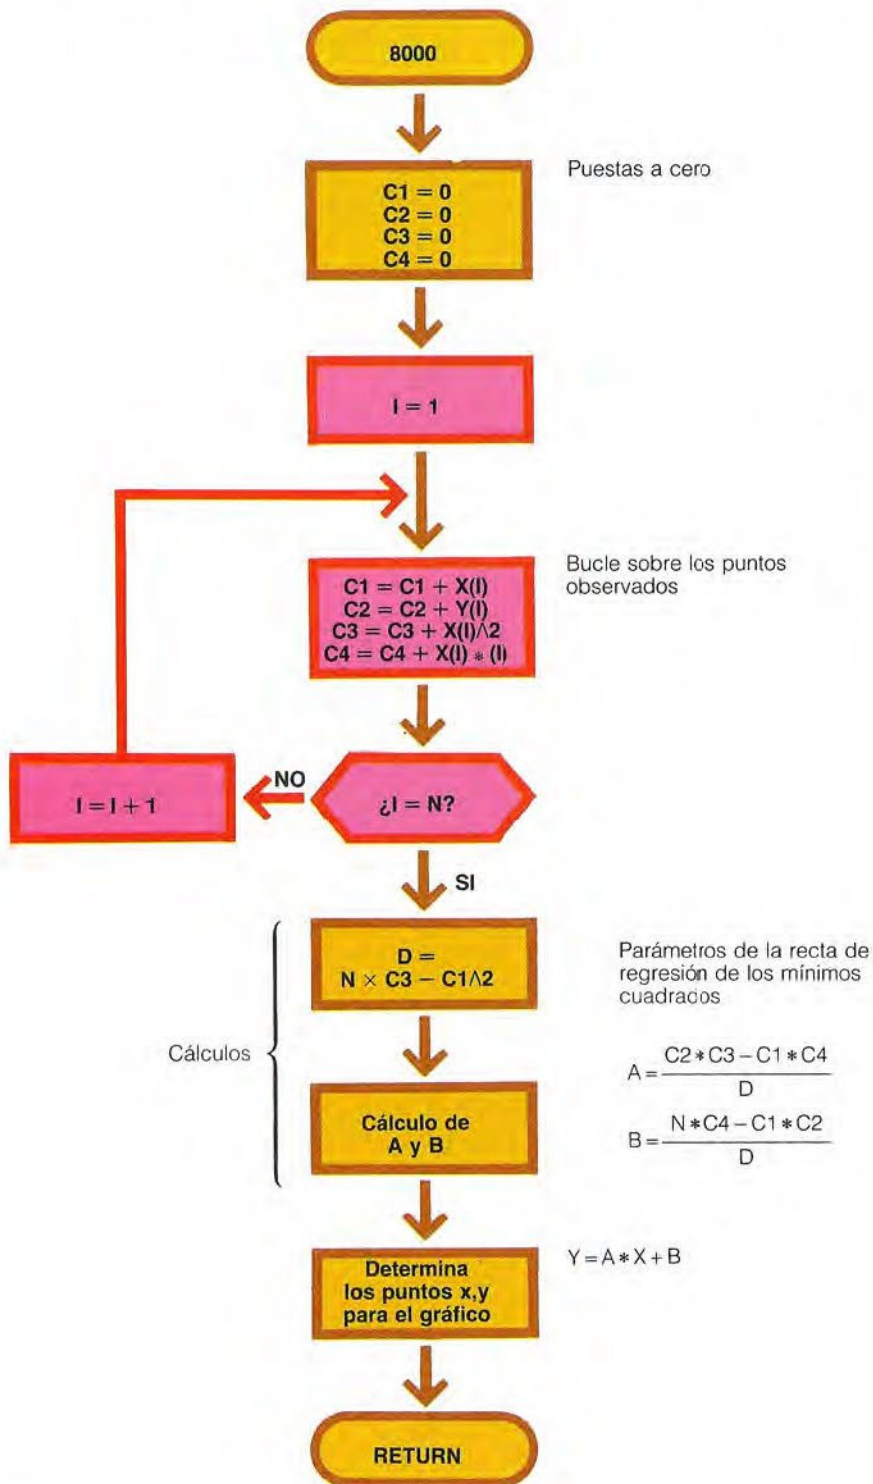 8000
Puestas a cero
C1 = 0
C2 = 0
C3 = 0
C4 = 0
I = 1
Bucle sobre los puntos
observados
C1 = C1 + X(I)
C2 = C2 + Y(I)
C3 = C3 + X(I)∧2
C4 = C4 + X(I) * (I)
NO
I = I + 1
¿I = N?
SI
D =
N × C3 − C1∧2
Parámetros de la recta de
regresión de los mínimos
cuadrados
Cálculos
A = C2 * C3 − C1 * C4
D
Cálculo de
A y B
B = N * C4 − C1 * C2
D
Determina
los puntos x,y
para el gráfico
Y = A * X + B
RETURN